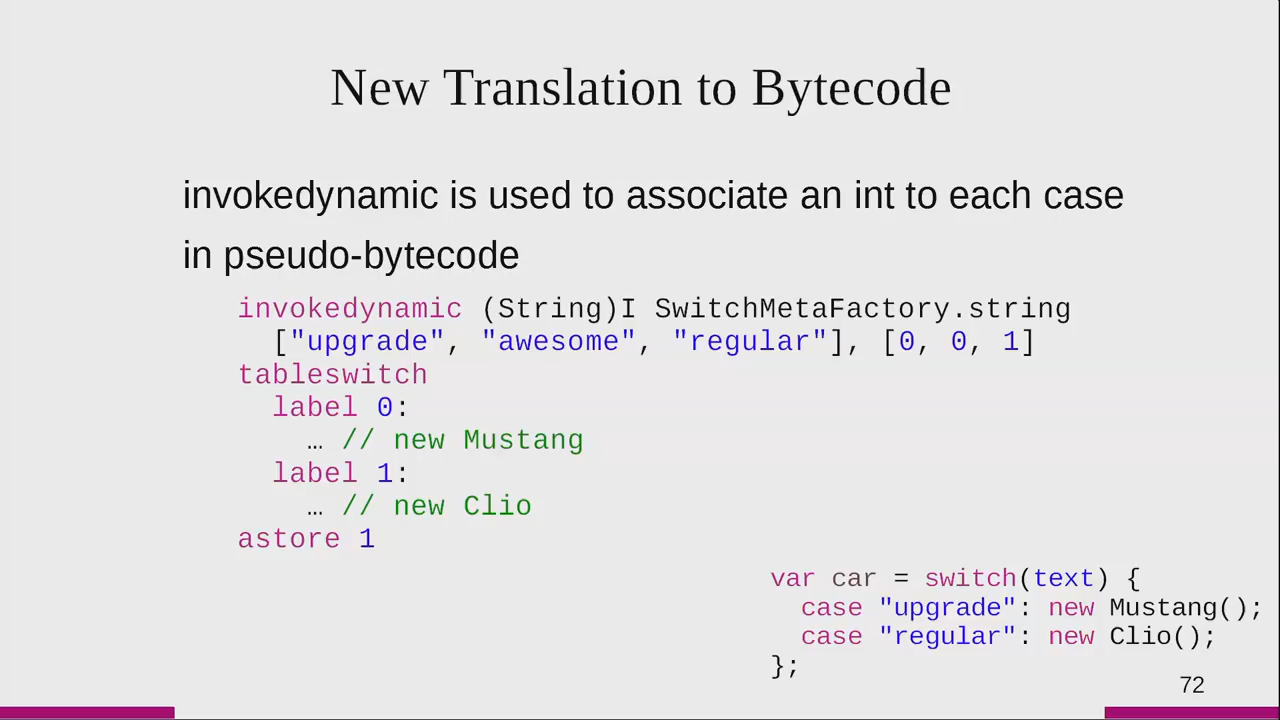 New Translation to Bytecode
invokedynamic is used to associate an int to each case
in pseudo-bytecode
invokedynamic (String)I SwitchMetaFactory.string
["upgrade", "awesome", "regular"], [0, 0, 1]
tableswitch
label 0:
… // new Mustang
label 1:
… // new Clio
astore 1
var car = switch(text) {
case "upgrade": new Mustang();
case "regular": new Clio();
};
72